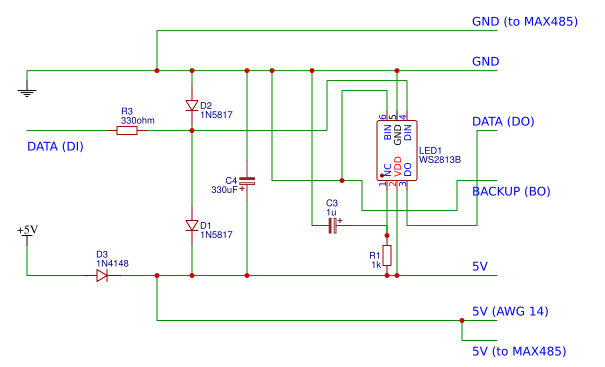 GND (to MAX485)
GND
D2
1N5817
R3
330ohm
DATA (DI)
6 5 4
BIN GND DIN
DATA (DO)
LED1
WS2813B
NC VDD DO
1 2 3
C4
330uF
+
BACKUP (BO)
C3
1u
+
D1
1N5817
+5V
D3
1N4148
R1
1k
5V
5V (AWG 14)
5V (to MAX485)